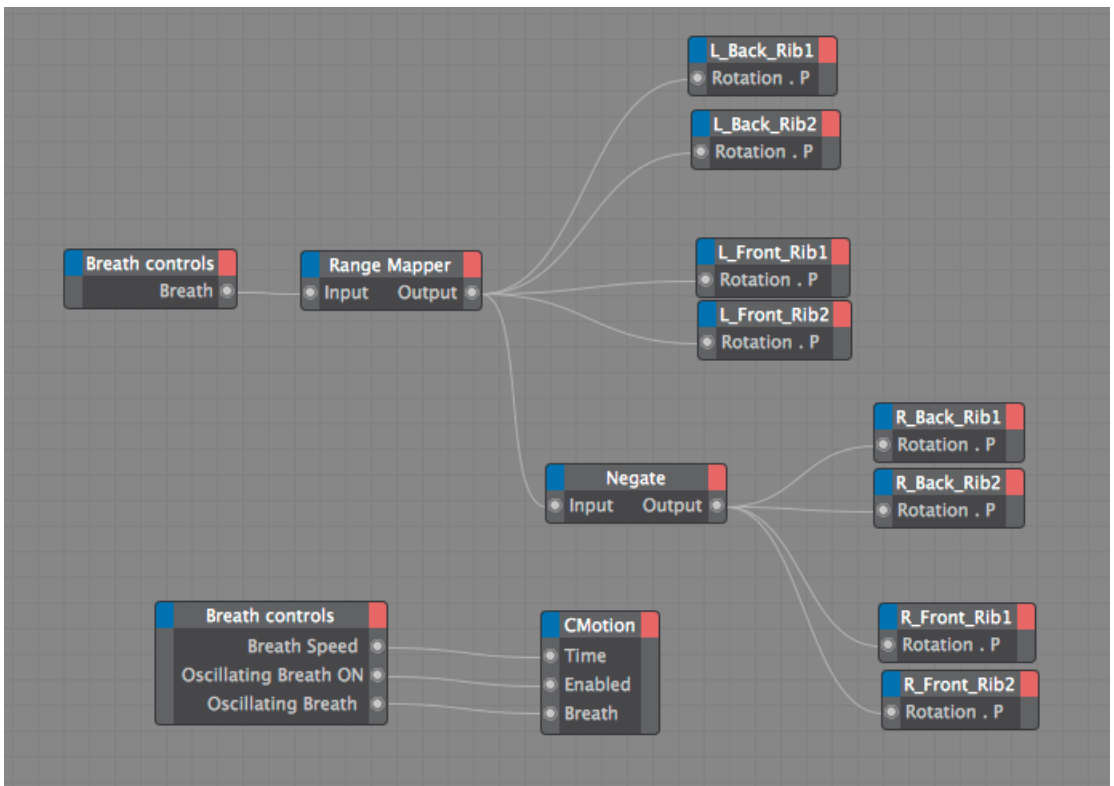 L_Back_Rib1
Rotation . P
L_Back_Rib2
Rotation . P
Breath controls
Breath
Range Mapper
Input Output
L_Front_Rib1
Rotation . P
L_Front_Rib2
Rotation . P
R_Back_Rib1
Rotation . P
R_Back_Rib2
Rotation . P
Negate
Input Output
Breath controls
Breath Speed
Oscillating Breath ON
Oscillating Breath
CMotion
Time
Enabled
Breath
R_Front_Rib1
Rotation . P
R_Front_Rib2
Rotation . P